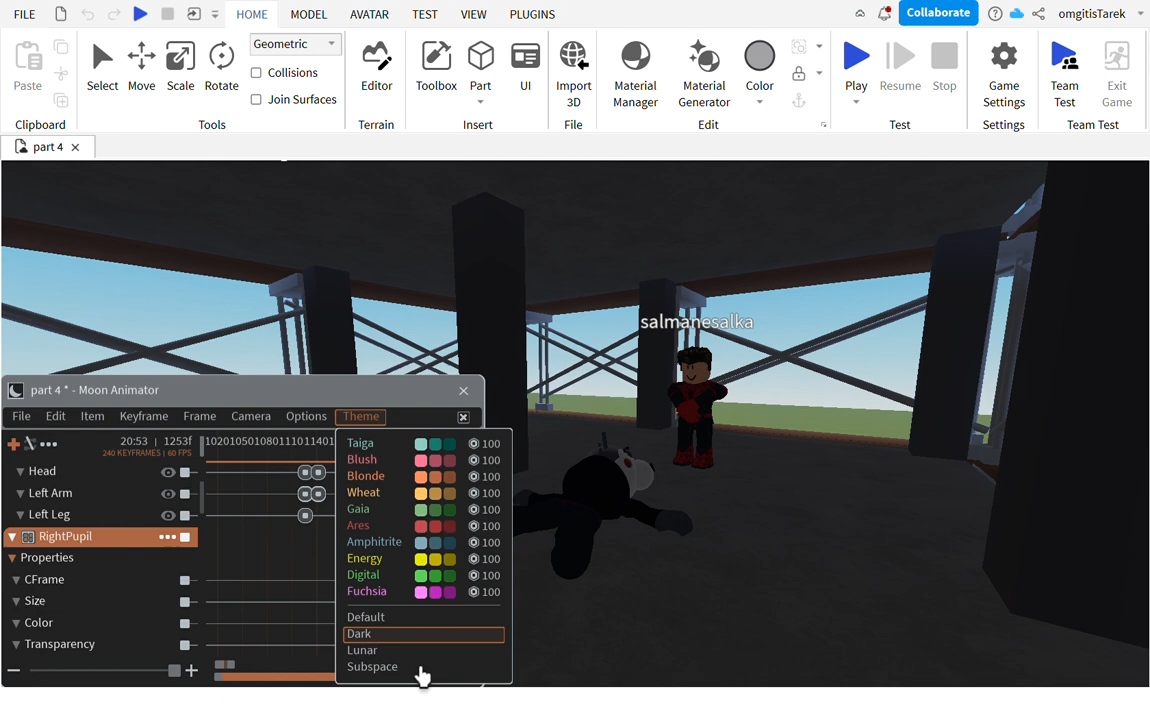 FILE HOME MODEL AVATAR TEST VIEW PLUGINS Collaborate omgitisTarek
Geometric
Collisions
Join Surfaces
Paste Select Move Scale Rotate Editor Toolbox Part UI Import 3D Material Manager Material Generator Color Play Resume Stop Game Settings Team Test Exit Game
Clipboard Tools Terrain Insert File Edit Test Settings Team Test
part 4
salmanesalka
part 4 * - Moon Animator
File Edit Item Keyframe Frame Camera Options Theme
20:53 | 1253f
240 KEYFRAMES | 60 FPS
Head
Left Arm
Left Leg
RightPupil
Properties
CFrame
Size
Color
Transparency
Taiga 100
Blush 100
Blonde 100
Wheat 100
Gaia 100
Ares 100
Amphitrite 100
Energy 100
Digital 100
Fuchsia 100
Default
Dark
Lunar
Subspace